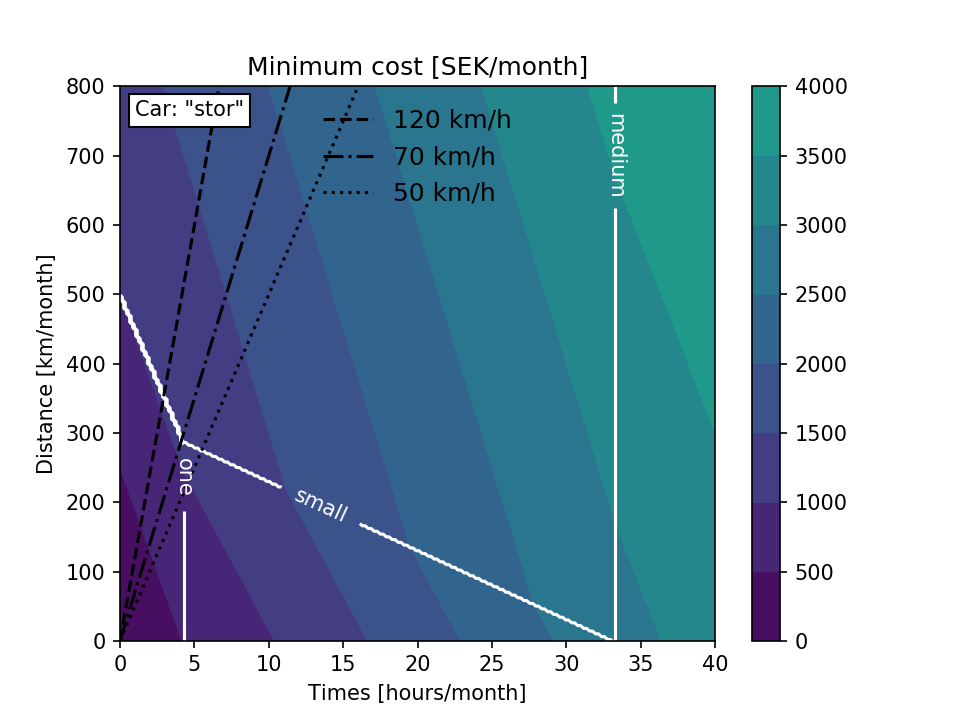 Minimum cost [SEK/month]
Car: "stor"
120 km/h
70 km/h
50 km/h
medium
one
small
800
700
600
500
400
300
200
100
0
Distance [km/month]
0 5 10 15 20 25 30 35 40
Times [hours/month]
4000
3500
3000
2500
2000
1500
1000
500
0